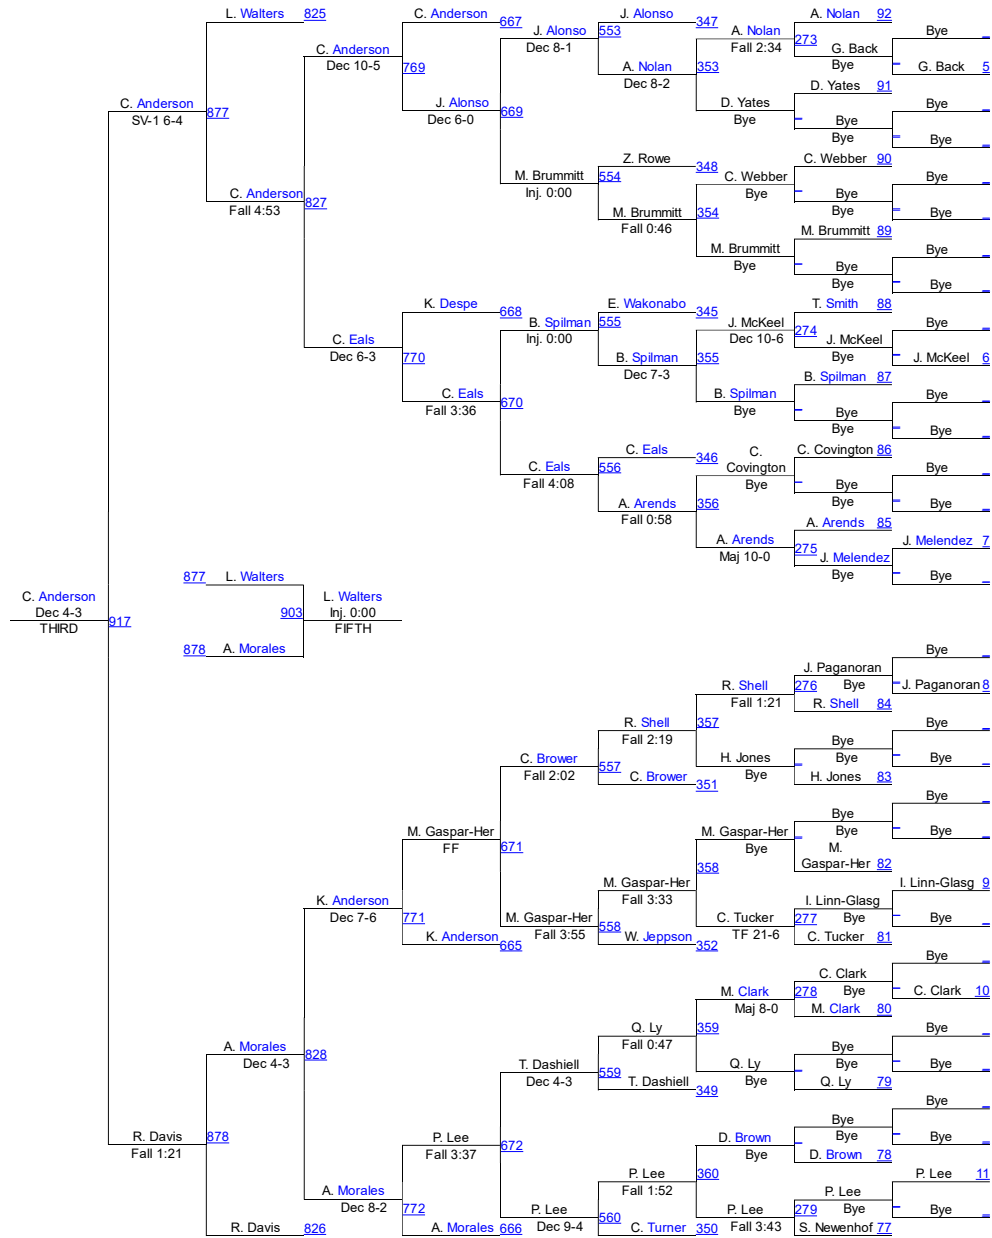 L. Walters 825
C. Anderson 667
J. Alonso 347
A. Nolan 92
J. Alonso 553
A. Nolan 273
Bye
Dec 8-1
Fall 2:34
C. Anderson
G. Back
Dec 10-5 769
A. Nolan 353
Bye
G. Back 5
Dec 8-2
D. Yates 91
C. Anderson 877
J. Alonso 669
D. Yates
Bye
SV-1 6-4
Dec 6-0
Bye
Bye
Bye
Bye
Z. Rowe 348
C. Webber 90
M. Brummitt 554
C. Webber
Bye
Inj. 0:00
Bye
Bye
C. Anderson 827
Bye
Bye
Fall 4:53
M. Brummitt 354
Fall 0:46
M. Brummitt 89
M. Brummitt
Bye
Bye
Bye
Bye
Bye
K. Despe 668
E. Wakonabo 345
T. Smith 88
B. Spilman 555
J. McKeel 274
Bye
Inj. 0:00
Dec 10-6
C. Eals
J. McKeel
Dec 6-3 770
B. Spilman 355
Bye
J. McKeel 6
Dec 7-3
B. Spilman 87
C. Eals 670
B. Spilman
Bye
Fall 3:36
Bye
Bye
Bye
Bye
C. Eals 346
C.
Covington
C. Covington 86
C. Eals 556
Bye
Bye
Fall 4:08
Bye
A. Arends 356
Bye
Bye
Fall 0:58
A. Arends 85
A. Arends 275
J. Melendez 7
Maj 10-0
J. Melendez
Bye
Bye
877 L. Walters
C. Anderson
L. Walters
Dec 4-3
903
Inj. 0:00
THIRD 917
FIFTH
878 A. Morales
Bye
J. Paganoran
R. Shell 276
Bye
J. Paganoran 8
Fall 1:21
R. Shell 84
R. Shell 357
Bye
Fall 2:19
Bye
C. Brower 557
H. Jones
Bye
Bye
Fall 2:02
C. Brower 351
Bye
H. Jones 83
Bye
Bye
M. Gaspar-Her
M. Gaspar-Her
Bye
Bye
FF 671
Bye
M.
358
Gaspar-Her 82
M. Gaspar-Her
I. Linn-Glasg 9
K. Anderson
Fall 3:33
I. Linn-Glasg
Dec 7-6 771
M. Gaspar-Her 558
C. Tucker 277
Bye
Bye
Fall 3:55
TF 21-6
K. Anderson 665
W. Jeppson 352
C. Tucker 81
Bye
C. Clark
M. Clark 278
Bye
C. Clark 10
Maj 8-0
M. Clark 80
Q. Ly 359
Bye
A. Morales 828
Fall 0:47
Bye
Dec 4-3
T. Dashiell 559
Q. Ly
Bye
Bye
Dec 4-3
T. Dashiell 349
Bye
Q. Ly 79
Bye
Bye
R. Davis 878
P. Lee 672
D. Brown
Bye
Bye
Fall 1:21
Fall 3:37
Bye
D. Brown 78
P. Lee 360
P. Lee 11
A. Morales 772
Fall 1:52
P. Lee
Dec 8-2
P. Lee 560
P. Lee 279
Bye
Bye
R. Davis 826
A. Morales 666
Dec 9-4
C. Turner 350
Fall 3:43
S. Newenhof 77